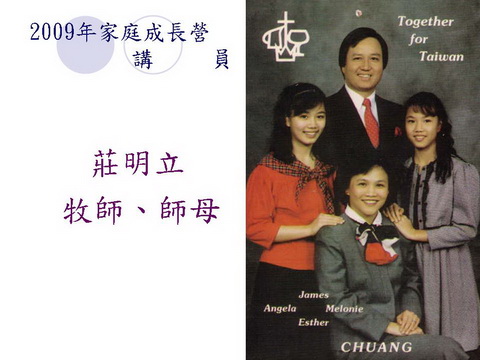 2009年家庭成長營
講 員
莊明立
牧師、師母
Together
for
Taiwan
James
Angela Melonie
Esther
CHUANG